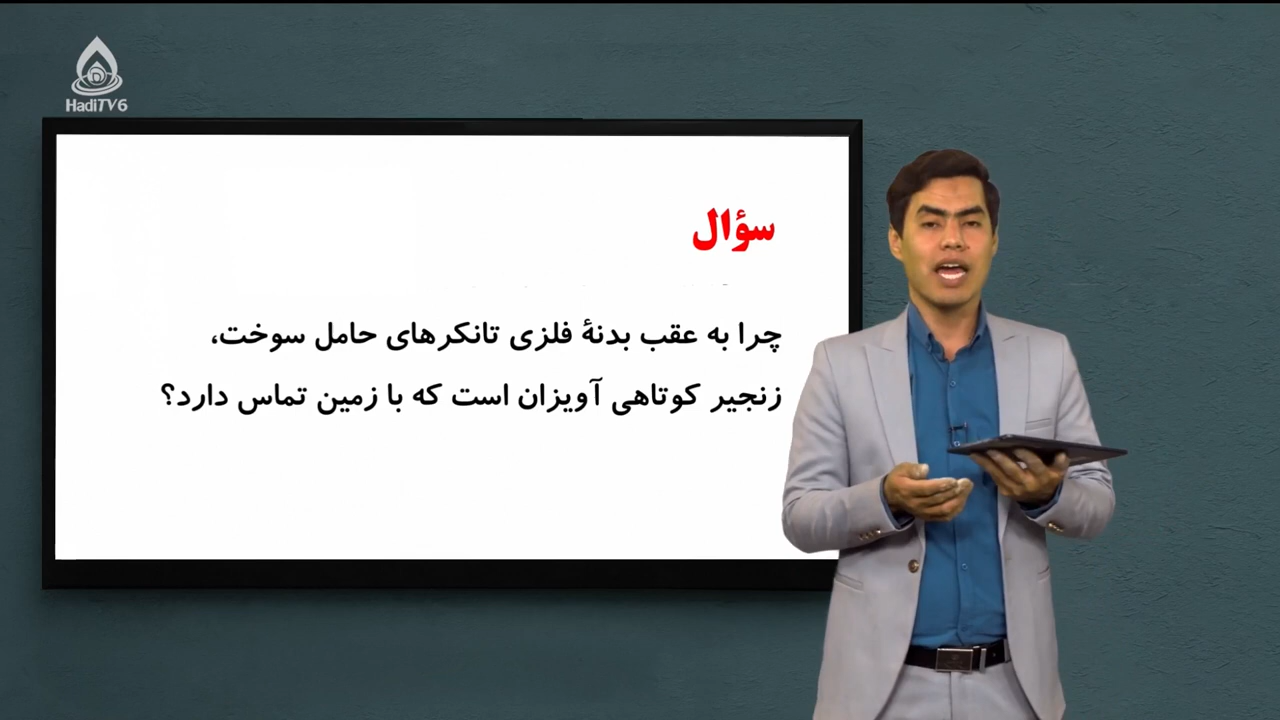 HadiTV6
سؤال
چرا به عقب بدنهٔ فلزی تانکرهای حامل سوخت،
زنجیر کوتاهی آویزان است که با زمین تماس دارد؟